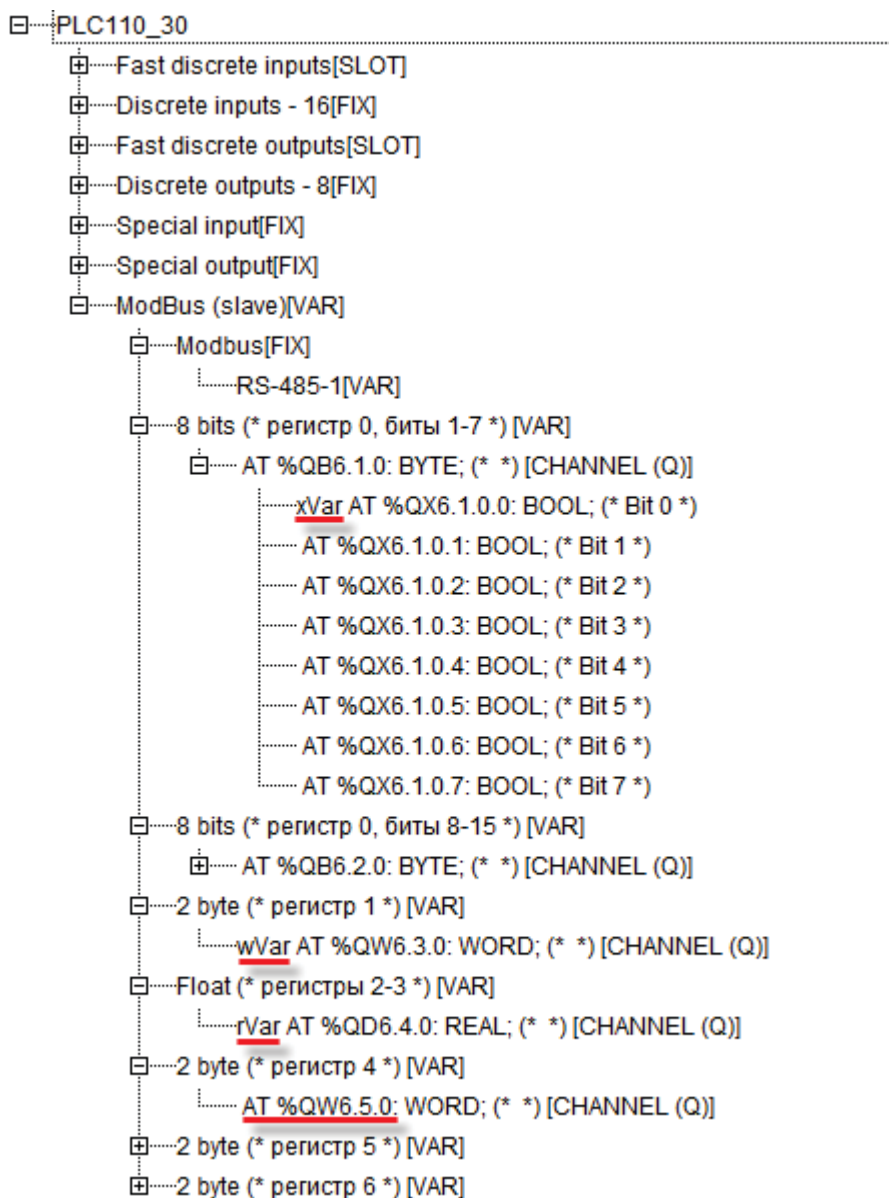 PLC110_30
Fast discrete inputs[SLOT]
Discrete inputs - 16[FIX]
Fast discrete outputs[SLOT]
Discrete outputs - 8[FIX]
Special input[FIX]
Special output[FIX]
ModBus (slave)[VAR]
Modbus[FIX]
RS-485-1[VAR]
8 bits (* регистр 0, биты 1-7 *) [VAR]
AT %QB6.1.0: BYTE; (* *) [CHANNEL (Q)]
xVar AT %QX6.1.0.0: BOOL; (* Bit 0 *)
AT %QX6.1.0.1: BOOL; (* Bit 1 *)
AT %QX6.1.0.2: BOOL; (* Bit 2 *)
AT %QX6.1.0.3: BOOL; (* Bit 3 *)
AT %QX6.1.0.4: BOOL; (* Bit 4 *)
AT %QX6.1.0.5: BOOL; (* Bit 5 *)
AT %QX6.1.0.6: BOOL; (* Bit 6 *)
AT %QX6.1.0.7: BOOL; (* Bit 7 *)
8 bits (* регистр 0, биты 8-15 *) [VAR]
AT %QB6.2.0: BYTE; (* *) [CHANNEL (Q)]
2 byte (* регистр 1 *) [VAR]
wVar AT %QW6.3.0: WORD; (* *) [CHANNEL (Q)]
Float (* регистры 2-3 *) [VAR]
rVar AT %QD6.4.0: REAL; (* *) [CHANNEL (Q)]
2 byte (* регистр 4 *) [VAR]
AT %QW6.5.0: WORD; (* *) [CHANNEL (Q)]
2 byte (* регистр 5 *) [VAR]
2 byte (* регистр 6 *) [VAR]